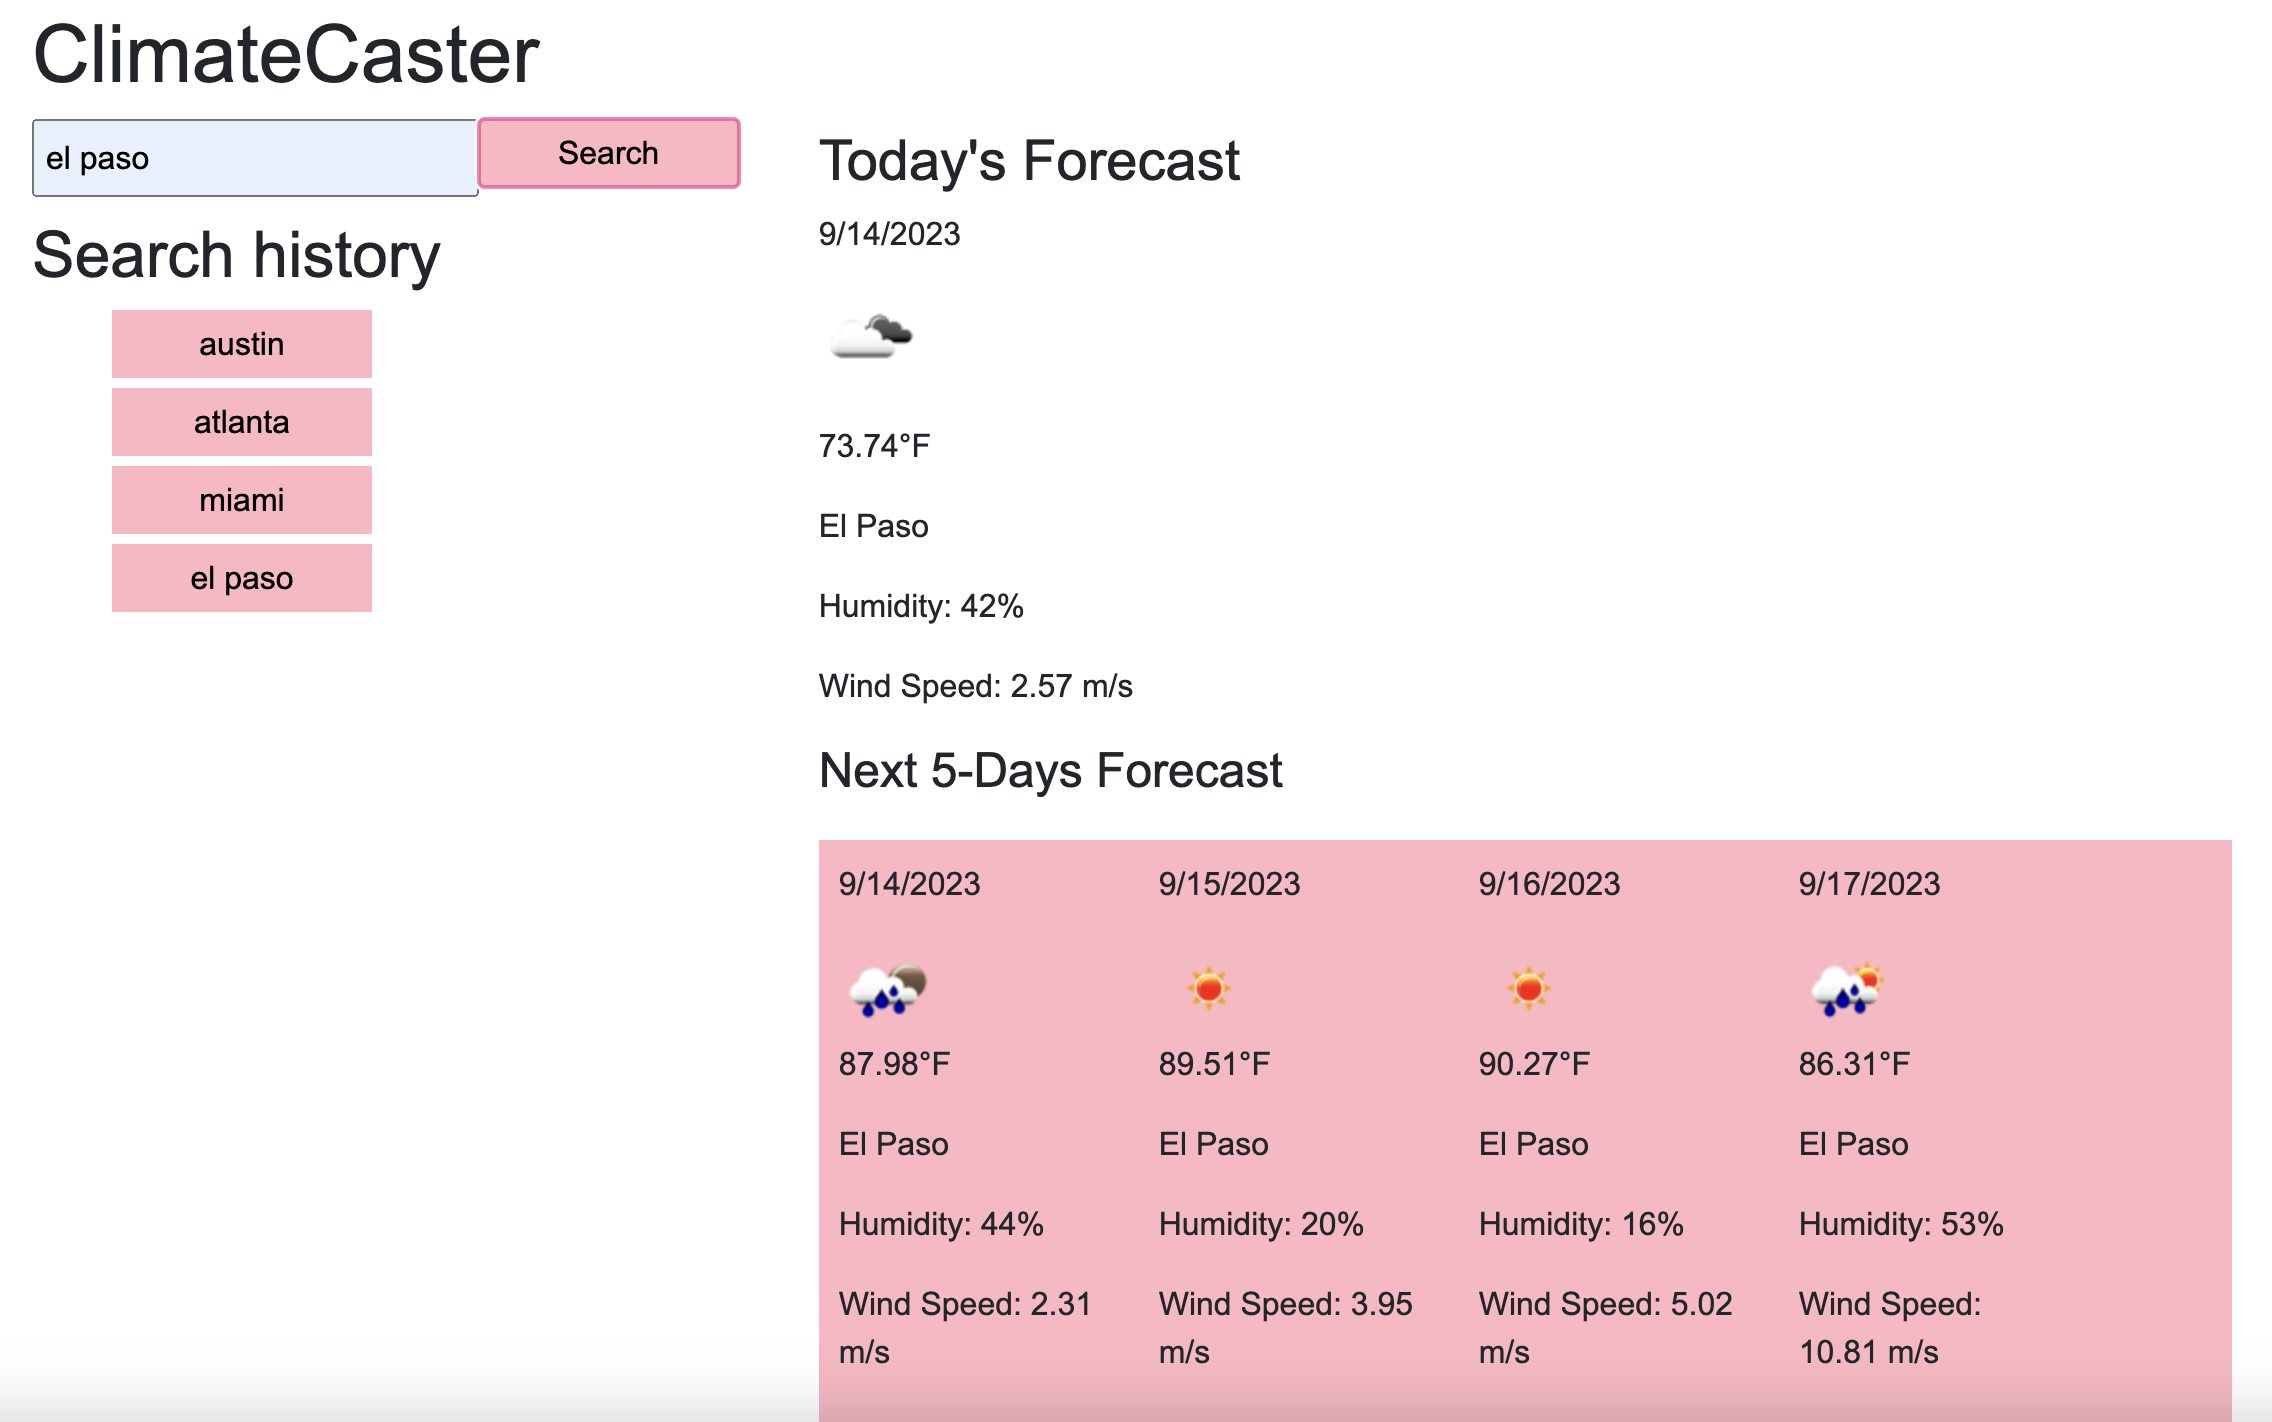 ClimateCaster
el paso
Search
Search history
austin
atlanta
miami
el paso
Today's Forecast
9/14/2023
73.74°F
El Paso
Humidity: 42%
Wind Speed: 2.57 m/s
Next 5-Days Forecast
9/14/2023
87.98°F
El Paso
Humidity: 44%
Wind Speed: 2.31
m/s
9/15/2023
89.51°F
El Paso
Humidity: 20%
Wind Speed: 3.95
m/s
9/16/2023
90.27°F
El Paso
Humidity: 16%
Wind Speed: 5.02
m/s
9/17/2023
86.31°F
El Paso
Humidity: 53%
Wind Speed:
10.81 m/s